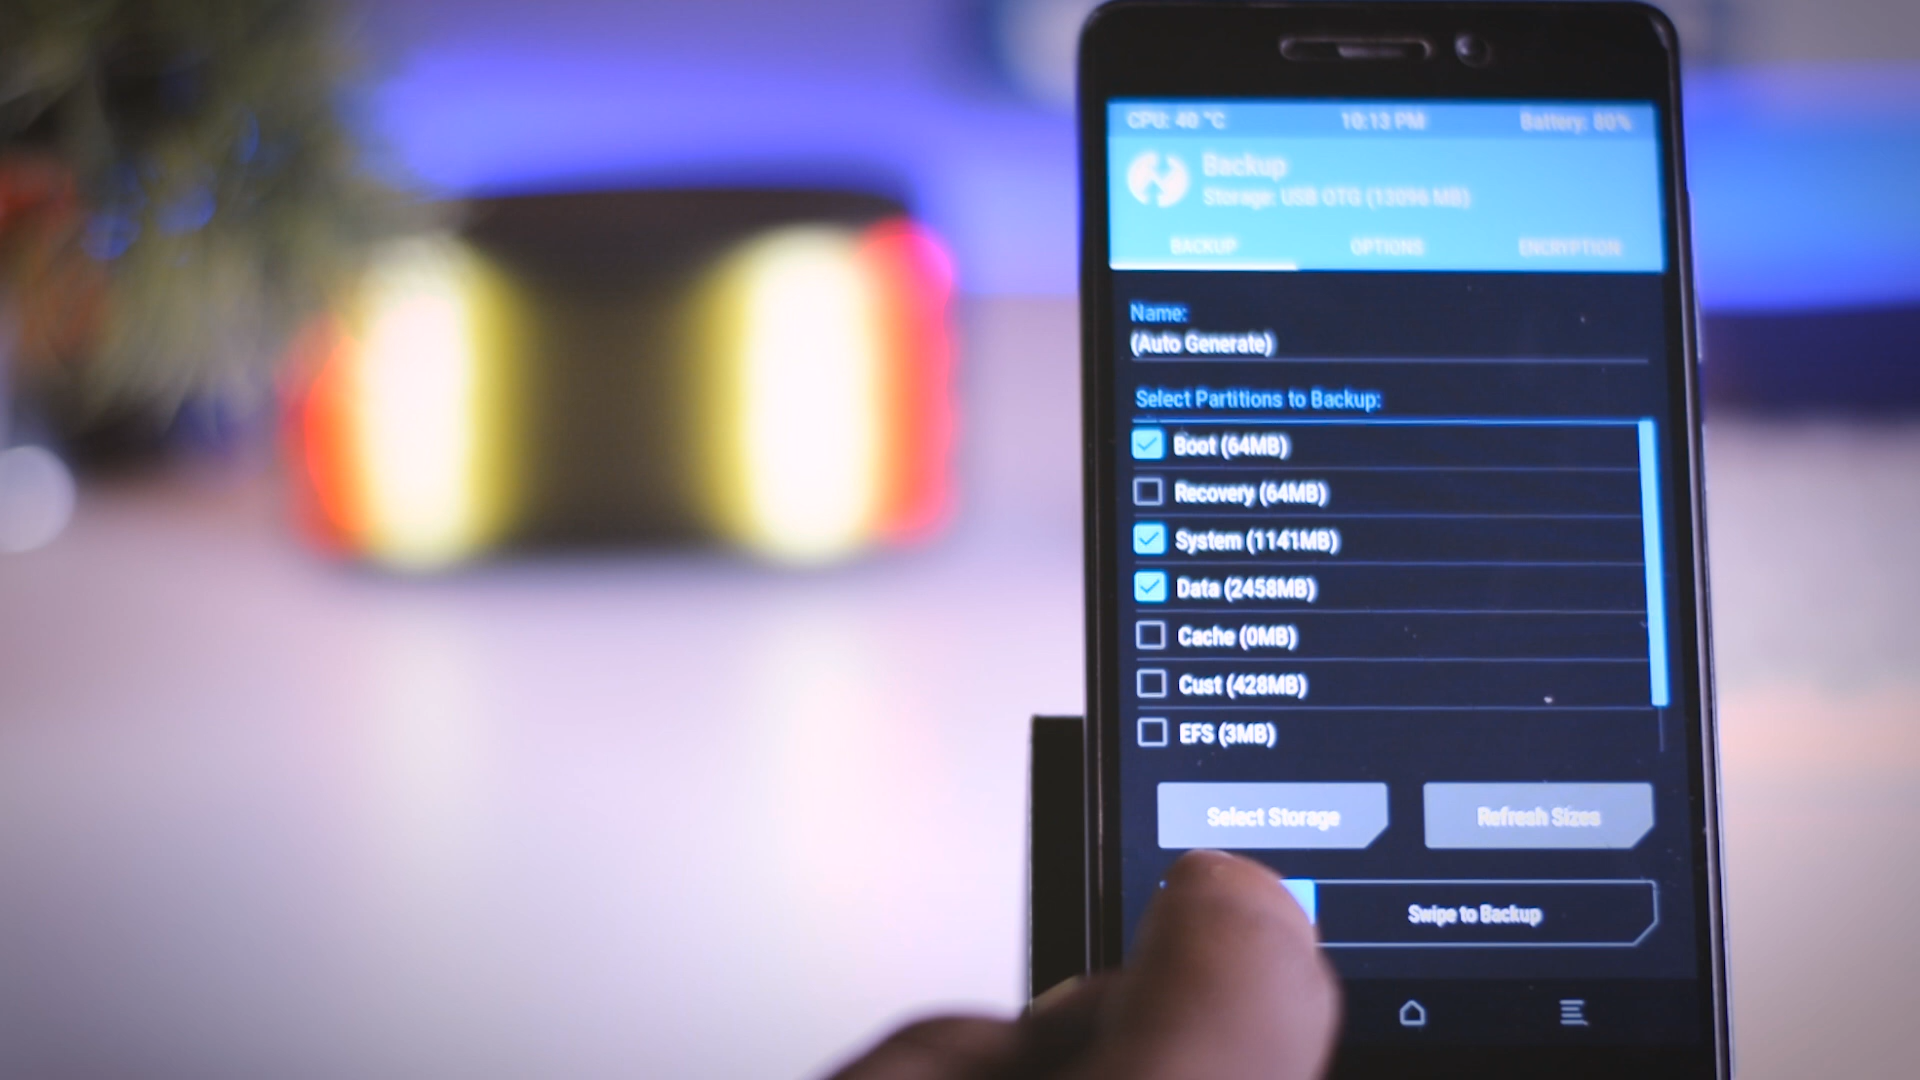 CPU: 40 °C 10:13 PM Battery: 80%
Backup
Storage: USB OTG (13096 MB)
BACKUP OPTIONS ENCRYPTION
Name:
(Auto Generate)
Select Partitions to Backup:
Boot (64MB)
Recovery (64MB)
System (1141MB)
Data (2458MB)
Cache (0MB)
Cust (428MB)
EFS (3MB)
Select Storage Refresh Sizes
Swipe to Backup